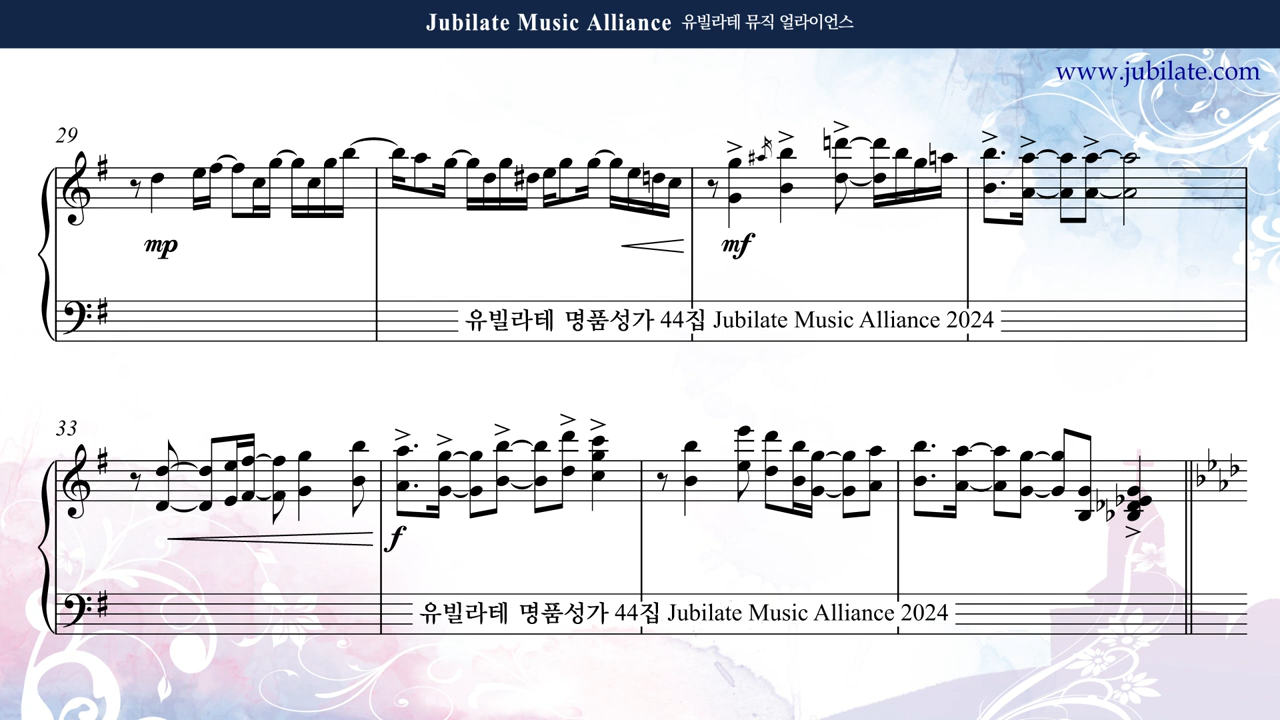 Jubilate Music Alliance 유빌라테 뮤직 얼라이언스
www.jubilate.com
29
mp
mf
유빌라테 명품성가 44집 Jubilate Music Alliance 2024
33
f
유빌라테 명품성가 44집 Jubilate Music Alliance 2024